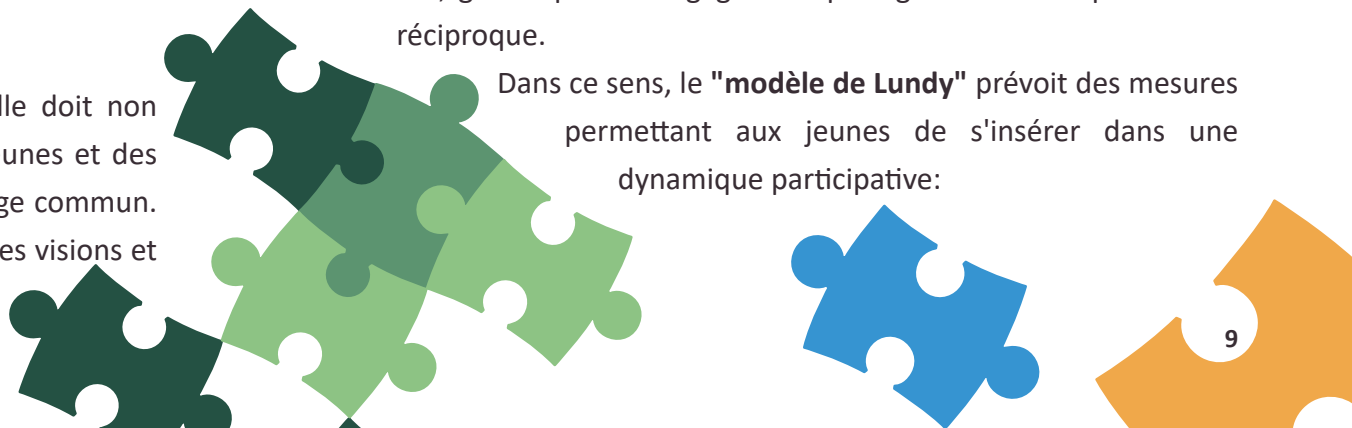 lle doit non
unes et des
ge commun.
es visions et
réciproque.
Dans ce sens, le "modèle de Lundy" prévoit des mesures
permettant aux jeunes de s'insérer dans une
dynamique participative:
9